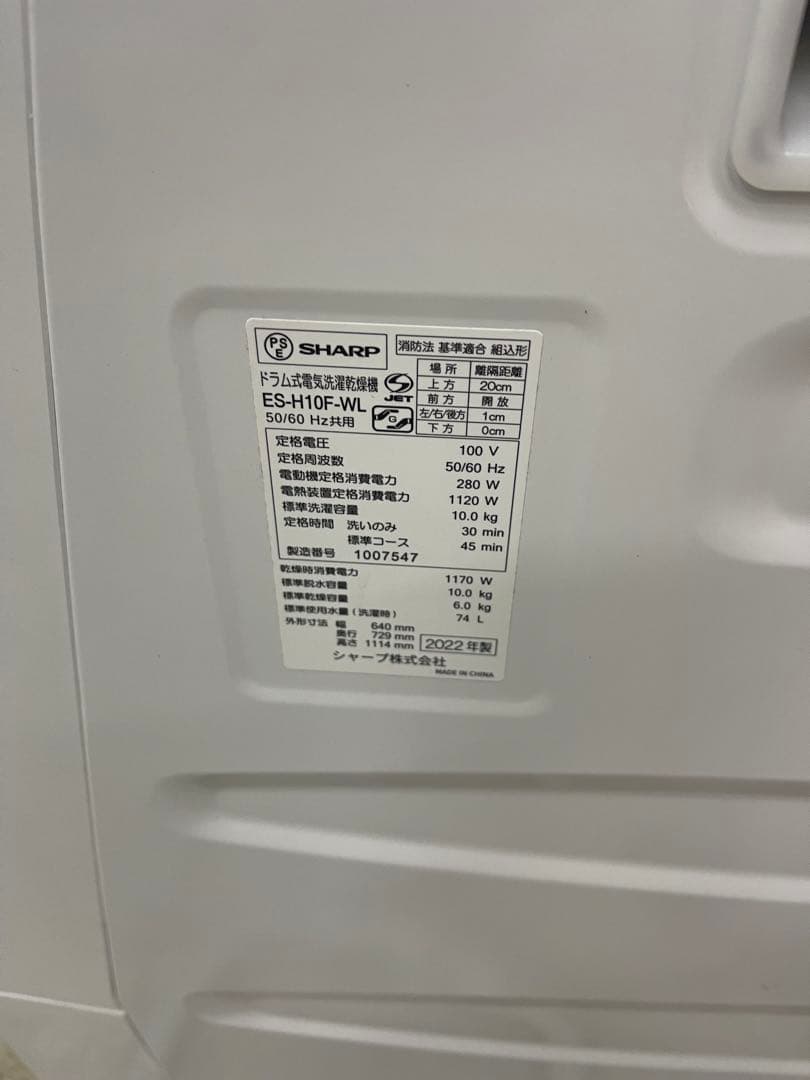 PSE SHARP
消防法 基準適合 組込形
場所 離隔距離
上方 20cm
前方 開放
左/右/後方 1cm
下方 0cm
ドラム式電気洗濯乾燥機
ES-H10F-WL
50/60 Hz共用
JET
G
定格電圧 100 V
定格周波数 50/60 Hz
電動機定格消費電力 280 W
電熱装置定格消費電力 1120 W
標準洗濯容量 10.0 kg
定格時間 洗いのみ 30 min
標準コース 45 min
製造番号 1007547
乾燥時消費電力 1170 W
標準脱水容量 10.0 kg
標準乾燥容量 6.0 kg
標準使用水量(洗濯時) 74 L
外形寸法 幅 640 mm
奥行 729 mm
高さ 1114 mm 2022年製
シャープ株式会社
MADE IN CHINA